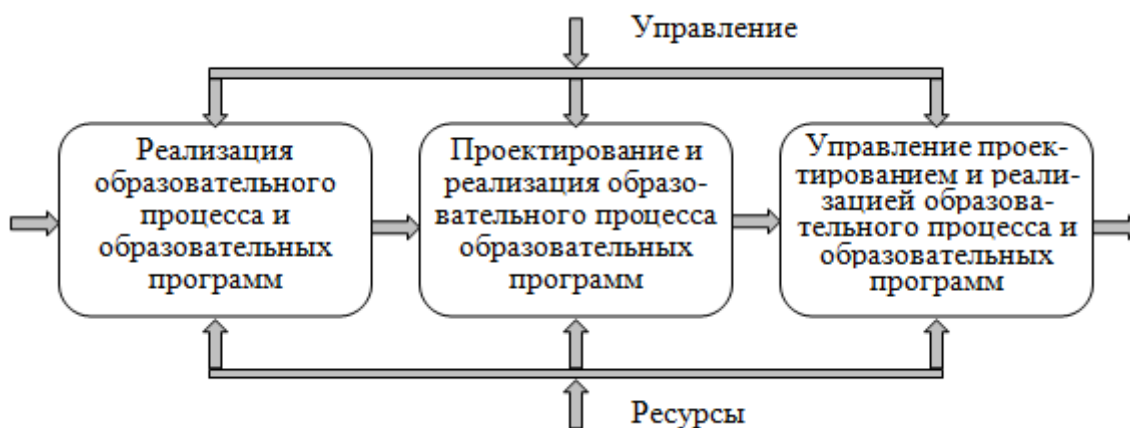 Управление
Реализация
образовательного
процесса и
образовательных
программ
Проектирование и
реализация образо-
вательного процесса
образовательных
программ
Управление проек-
тированием и реали-
зацией образова-
тельного процесса и
образовательных
программ
Ресурсы